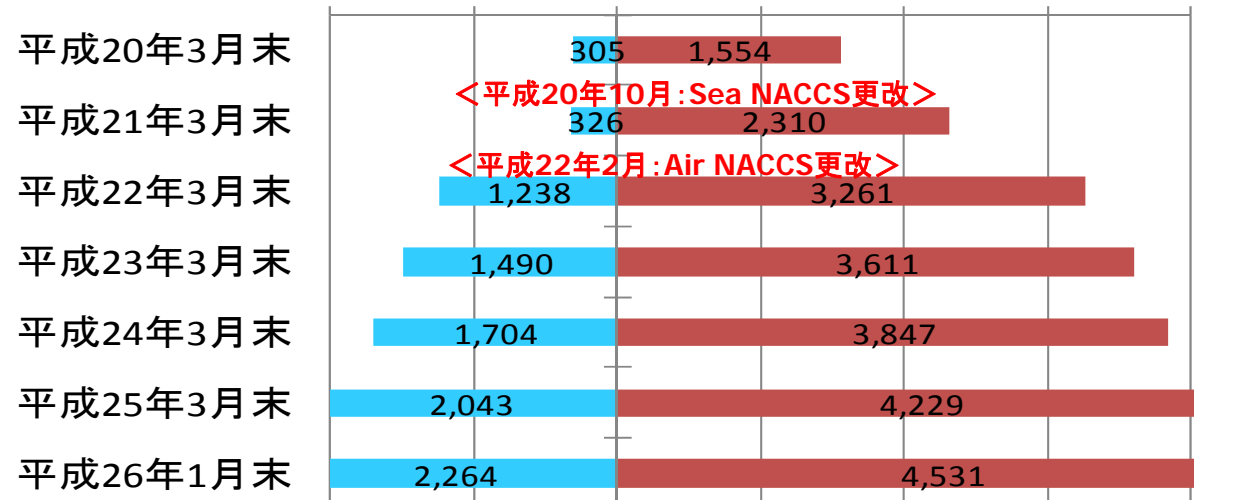 平成20年3月末 305 1,554
＜平成20年10月：Sea NACCS更改＞
平成21年3月末 326 2,310
＜平成22年2月：Air NACCS更改＞
平成22年3月末 1,238 3,261
平成23年3月末 1,490 3,611
平成24年3月末 1,704 3,847
平成25年3月末 2,043 4,229
平成26年1月末 2,264 4,531